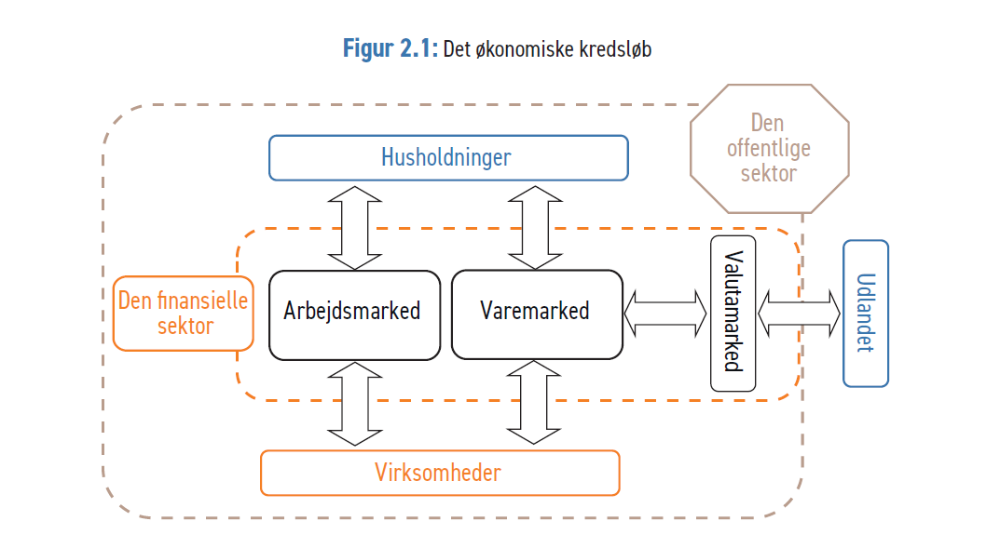 Figur 2.1: Det økonomiske kredsløb
Den
offentlige
sektor
Husholdninger
Den finansielle
sektor
Arbejdsmarked
Varemarked
Valutamarked
Udlandet
Virksomheder